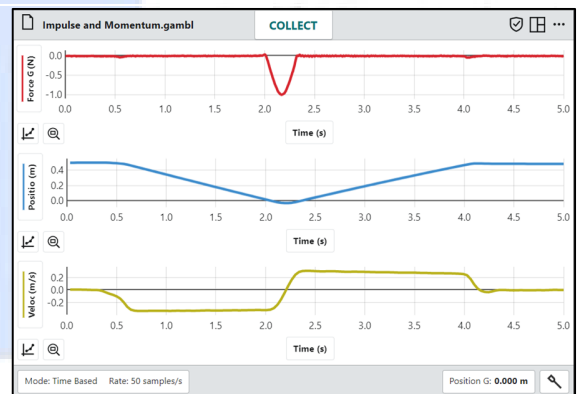 Impulse and Momentum.gambl
COLLECT
Force G (N)
0.0
-0.5
-1.0
0.0 0.5 1.0 1.5 2.0 2.5 3.0 3.5 4.0 4.5 5.0
Time (s)
Positio (m)
0.4
0.2
0.0
0.0 0.5 1.0 1.5 2.0 2.5 3.0 3.5 4.0 4.5 5.0
Time (s)
Veloc (m/s)
0.2
0.0
-0.2
0.0 0.5 1.0 1.5 2.0 2.5 3.0 3.5 4.0 4.5 5.0
Time (s)
Mode: Time Based Rate: 50 samples/s Position G: 0.000 m